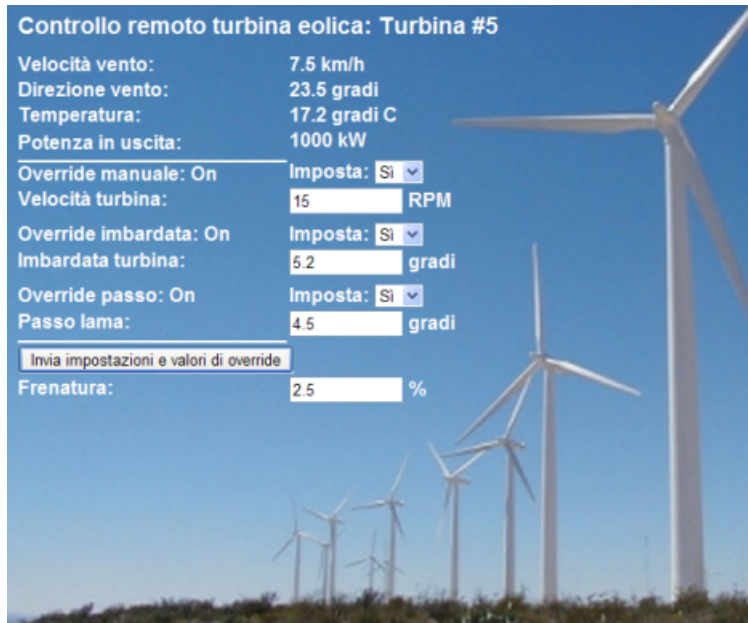 Controllo remoto turbina eolica: Turbina #5
Velocità vento: 7.5 km/h
Direzione vento: 23.5 gradi
Temperatura: 17.2 gradi C
Potenza in uscita: 1000 kW
Override manuale: On Imposta: Sì
Velocità turbina: 15 RPM
Override imbardata: On Imposta: Sì
Imbardata turbina: 5.2 gradi
Override passo: On Imposta: Sì
Passo lama: 4.5 gradi
Invia impostazioni e valori di override
Frenatura: 2.5 %